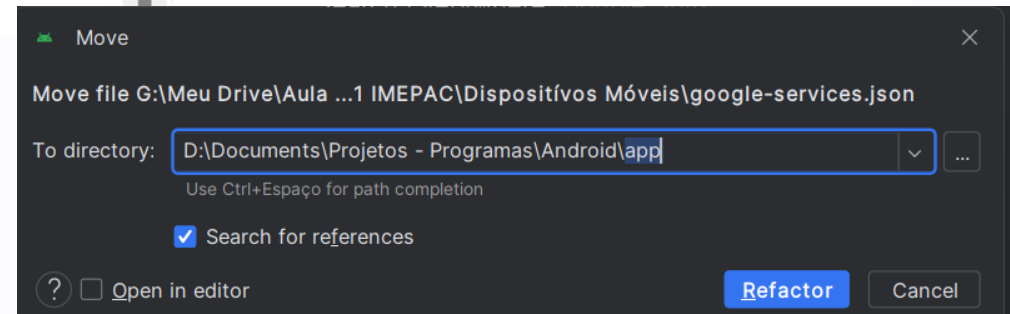 Move
Move file G:\Meu Drive\Aula ...1 IMEPAC\Dispositívos Móveis\google-services.json
To directory: D:\Documents\Projetos - Programas\Android\app ...
Use Ctrl+Espaço for path completion
Search for references
? Open in editor Refactor Cancel